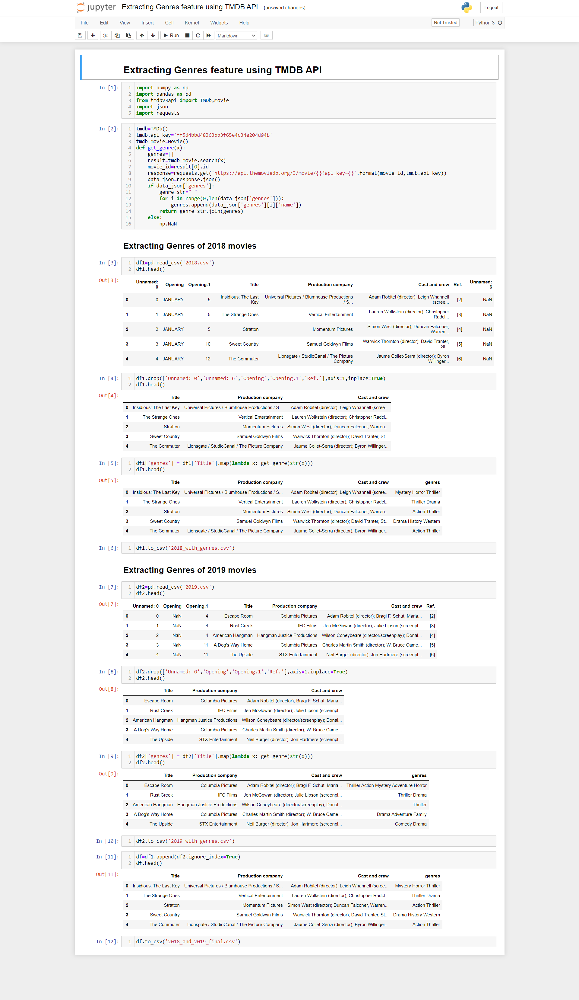 jupyter Extracting Genres feature using TMDB API (unsaved changes) Logout
File Edit View Insert Cell Kernel Widgets Help Not Trusted Python 3
Run Markdown
Extracting Genres feature using TMDB API
In [1]:
1 import numpy as np
2 import pandas as pd
3 from tmdbv3api import TMDb,Movie
4 import json
5 import requests
In [2]:
1 tmdb=TMDb()
2 tmdb.api_key='ff5d4bbd48363bb3f65e4c34e204d94b'
3 tmdb_movie=Movie()
4 def get_genre(x):
5     genres=[]
6     result=tmdb_movie.search(x)
7     movie_id=result[0].id
8     response=requests.get('https://api.themoviedb.org/3/movie/{}?api_key={}'.format(movie_id,tmdb.api_key))
9     data_json=response.json()
10     if data_json['genres']:
11         genre_str=" "
12         for i in range(0,len(data_json['genres'])):
13             genres.append(data_json['genres'][i]['name'])
14         return genre_str.join(genres)
15     else:
16         np.NaN
Extracting Genres of 2018 movies
In [3]:
1 df1=pd.read_csv('2018.csv')
2 df1.head()
Out[3]:
Unnamed: 0 Opening Opening.1 Title Production company Cast and crew Ref. Unnamed: 6
0 0 JANUARY 5 Insidious: The Last Key Universal Pictures / Blumhouse Productions / S... Adam Robitel (director); Leigh Whannell (scree... [2] NaN
1 1 JANUARY 5 The Strange Ones Vertical Entertainment Lauren Wolkstein (director); Christopher Radcl... [3] NaN
2 2 JANUARY 5 Stratton Momentum Pictures Simon West (director); Duncan Falconer, Warren... [4] NaN
3 3 JANUARY 10 Sweet Country Samuel Goldwyn Films Warwick Thornton (director); David Tranter, St... [5] NaN
4 4 JANUARY 12 The Commuter Lionsgate / StudioCanal / The Picture Company Jaume Collet-Serra (director); Byron Willinger... [6] NaN
In [4]:
1 df1.drop(['Unnamed: 0','Unnamed: 6','Opening','Opening.1','Ref.'],axis=1,inplace=True)
2 df1.head()
Out[4]:
Title Production company Cast and crew
0 Insidious: The Last Key Universal Pictures / Blumhouse Productions / S... Adam Robitel (director); Leigh Whannell (scree...
1 The Strange Ones Vertical Entertainment Lauren Wolkstein (director); Christopher Radcl...
2 Stratton Momentum Pictures Simon West (director); Duncan Falconer, Warren...
3 Sweet Country Samuel Goldwyn Films Warwick Thornton (director); David Tranter, St...
4 The Commuter Lionsgate / StudioCanal / The Picture Company Jaume Collet-Serra (director); Byron Willinger...
In [5]:
1 df1['genres'] = df1['Title'].map(lambda x: get_genre(str(x)))
2 df1.head()
Out[5]:
Title Production company Cast and crew genres
0 Insidious: The Last Key Universal Pictures / Blumhouse Productions / S... Adam Robitel (director); Leigh Whannell (scree... Mystery Horror Thriller
1 The Strange Ones Vertical Entertainment Lauren Wolkstein (director); Christopher Radcl... Thriller Drama
2 Stratton Momentum Pictures Simon West (director); Duncan Falconer, Warren... Action Thriller
3 Sweet Country Samuel Goldwyn Films Warwick Thornton (director); David Tranter, St... Drama History Western
4 The Commuter Lionsgate / StudioCanal / The Picture Company Jaume Collet-Serra (director); Byron Willinger... Action Thriller
In [6]:
1 df1.to_csv('2018_with_genres.csv')
Extracting Genres of 2019 movies
In [7]:
1 df2=pd.read_csv('2019.csv')
2 df2.head()
Out[7]:
Unnamed: 0 Opening Opening.1 Title Production company Cast and crew Ref.
0 0 NaN 4 Escape Room Columbia Pictures Adam Robitel (director); Bragi F. Schut, Maria... [2]
1 1 NaN 4 Rust Creek IFC Films Jen McGowan (director); Julie Lipson (screenpl... [3]
2 2 NaN 4 American Hangman Hangman Justice Productions Wilson Coneybeare (director/screenplay); Donal... [4]
3 3 NaN 11 A Dog's Way Home Columbia Pictures Charles Martin Smith (director); W. Bruce Came... [5]
4 4 NaN 11 The Upside STX Entertainment Neil Burger (director); Jon Hartmere (screenpl... [6]
In [8]:
1 df2.drop(['Unnamed: 0','Opening','Opening.1','Ref.'],axis=1,inplace=True)
2 df2.head()
Out[8]:
Title Production company Cast and crew
0 Escape Room Columbia Pictures Adam Robitel (director); Bragi F. Schut, Maria...
1 Rust Creek IFC Films Jen McGowan (director); Julie Lipson (screenpl...
2 American Hangman Hangman Justice Productions Wilson Coneybeare (director/screenplay); Donal...
3 A Dog's Way Home Columbia Pictures Charles Martin Smith (director); W. Bruce Came...
4 The Upside STX Entertainment Neil Burger (director); Jon Hartmere (screenpl...
In [9]:
1 df2['genres'] = df2['Title'].map(lambda x: get_genre(str(x)))
2 df2.head()
Out[9]:
Title Production company Cast and crew genres
0 Escape Room Columbia Pictures Adam Robitel (director); Bragi F. Schut, Maria... Thriller Action Mystery Adventure Horror
1 Rust Creek IFC Films Jen McGowan (director); Julie Lipson (screenpl... Thriller Drama
2 American Hangman Hangman Justice Productions Wilson Coneybeare (director/screenplay); Donal... Thriller
3 A Dog's Way Home Columbia Pictures Charles Martin Smith (director); W. Bruce Came... Drama Adventure Family
4 The Upside STX Entertainment Neil Burger (director); Jon Hartmere (screenpl... Comedy Drama
In [10]:
1 df2.to_csv('2019_with_genres.csv')
In [11]:
1 df=df1.append(df2,ignore_index=True)
2 df.head()
Out[11]:
Title Production company Cast and crew genres
0 Insidious: The Last Key Universal Pictures / Blumhouse Productions / S... Adam Robitel (director); Leigh Whannell (scree... Mystery Horror Thriller
1 The Strange Ones Vertical Entertainment Lauren Wolkstein (director); Christopher Radcl... Thriller Drama
2 Stratton Momentum Pictures Simon West (director); Duncan Falconer, Warren... Action Thriller
3 Sweet Country Samuel Goldwyn Films Warwick Thornton (director); David Tranter, St... Drama History Western
4 The Commuter Lionsgate / StudioCanal / The Picture Company Jaume Collet-Serra (director); Byron Willinger... Action Thriller
In [12]:
1 df.to_csv('2018_and_2019_final.csv')